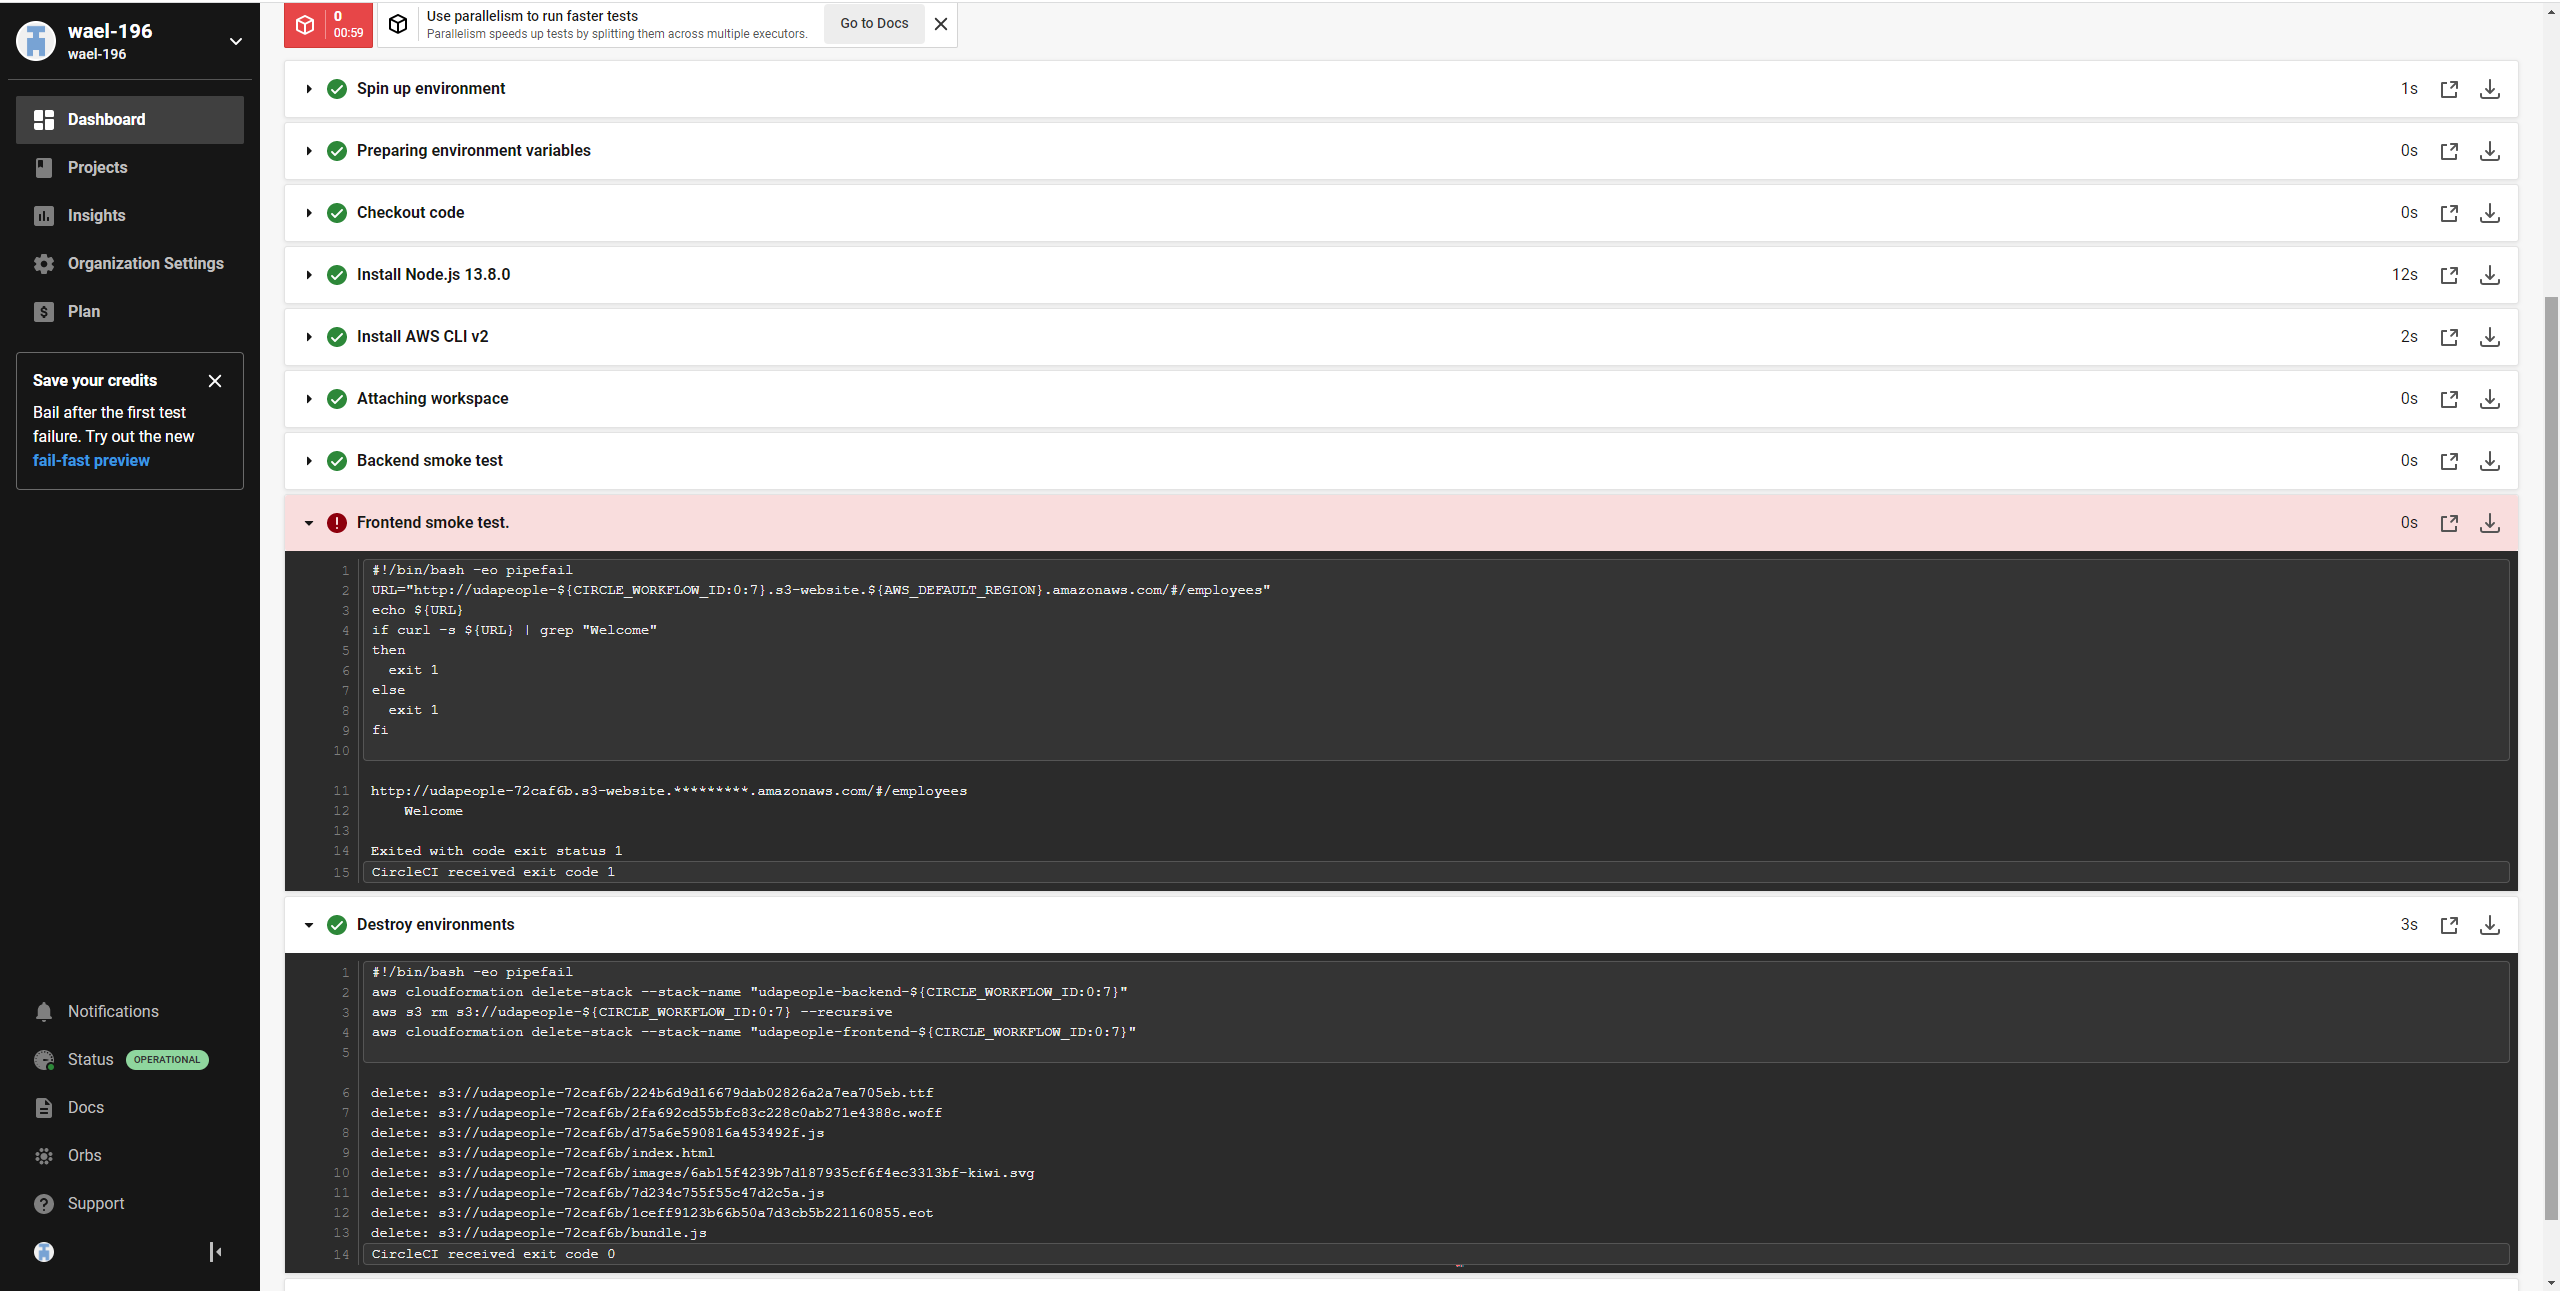 wael-196
wael-196
Dashboard
Projects
Insights
Organization Settings
Plan
Save your credits
Bail after the first test
failure. Try out the new
fail-fast preview
Notifications
Status OPERATIONAL
Docs
Orbs
Support
0
00:59
Use parallelism to run faster tests
Parallelism speeds up tests by splitting them across multiple executors.
Go to Docs
Spin up environment 1s
Preparing environment variables 0s
Checkout code 0s
Install Node.js 13.8.0 12s
Install AWS CLI v2 2s
Attaching workspace 0s
Backend smoke test 0s
Frontend smoke test. 0s
1 #!/bin/bash -eo pipefail
2 URL="http://udapeople-${CIRCLE_WORKFLOW_ID:0:7}.s3-website.${AWS_DEFAULT_REGION}.amazonaws.com/#/employees"
3 echo ${URL}
4 if curl -s ${URL} | grep "Welcome"
5 then
6 exit 1
7 else
8 exit 1
9 fi
10
11 http://udapeople-72caf6b.s3-website.*********.amazonaws.com/#/employees
12 Welcome
13
14 Exited with code exit status 1
15 CircleCI received exit code 1
Destroy environments 3s
1 #!/bin/bash -eo pipefail
2 aws cloudformation delete-stack --stack-name "udapeople-backend-${CIRCLE_WORKFLOW_ID:0:7}"
3 aws s3 rm s3://udapeople-${CIRCLE_WORKFLOW_ID:0:7} --recursive
4 aws cloudformation delete-stack --stack-name "udapeople-frontend-${CIRCLE_WORKFLOW_ID:0:7}"
5
6 delete: s3://udapeople-72caf6b/224b6d9d16679dab02826a2a7ea705eb.ttf
7 delete: s3://udapeople-72caf6b/2fa692cd55bfc83c228c0ab271e4388c.woff
8 delete: s3://udapeople-72caf6b/d75a6e590816a453492f.js
9 delete: s3://udapeople-72caf6b/index.html
10 delete: s3://udapeople-72caf6b/images/6ab15f4239b7d187935cf6f4ec3313bf-kiwi.svg
11 delete: s3://udapeople-72caf6b/7d234c755f55c47d2c5a.js
12 delete: s3://udapeople-72caf6b/1ceff9123b66b50a7d3cb5b221160855.eot
13 delete: s3://udapeople-72caf6b/bundle.js
14 CircleCI received exit code 0